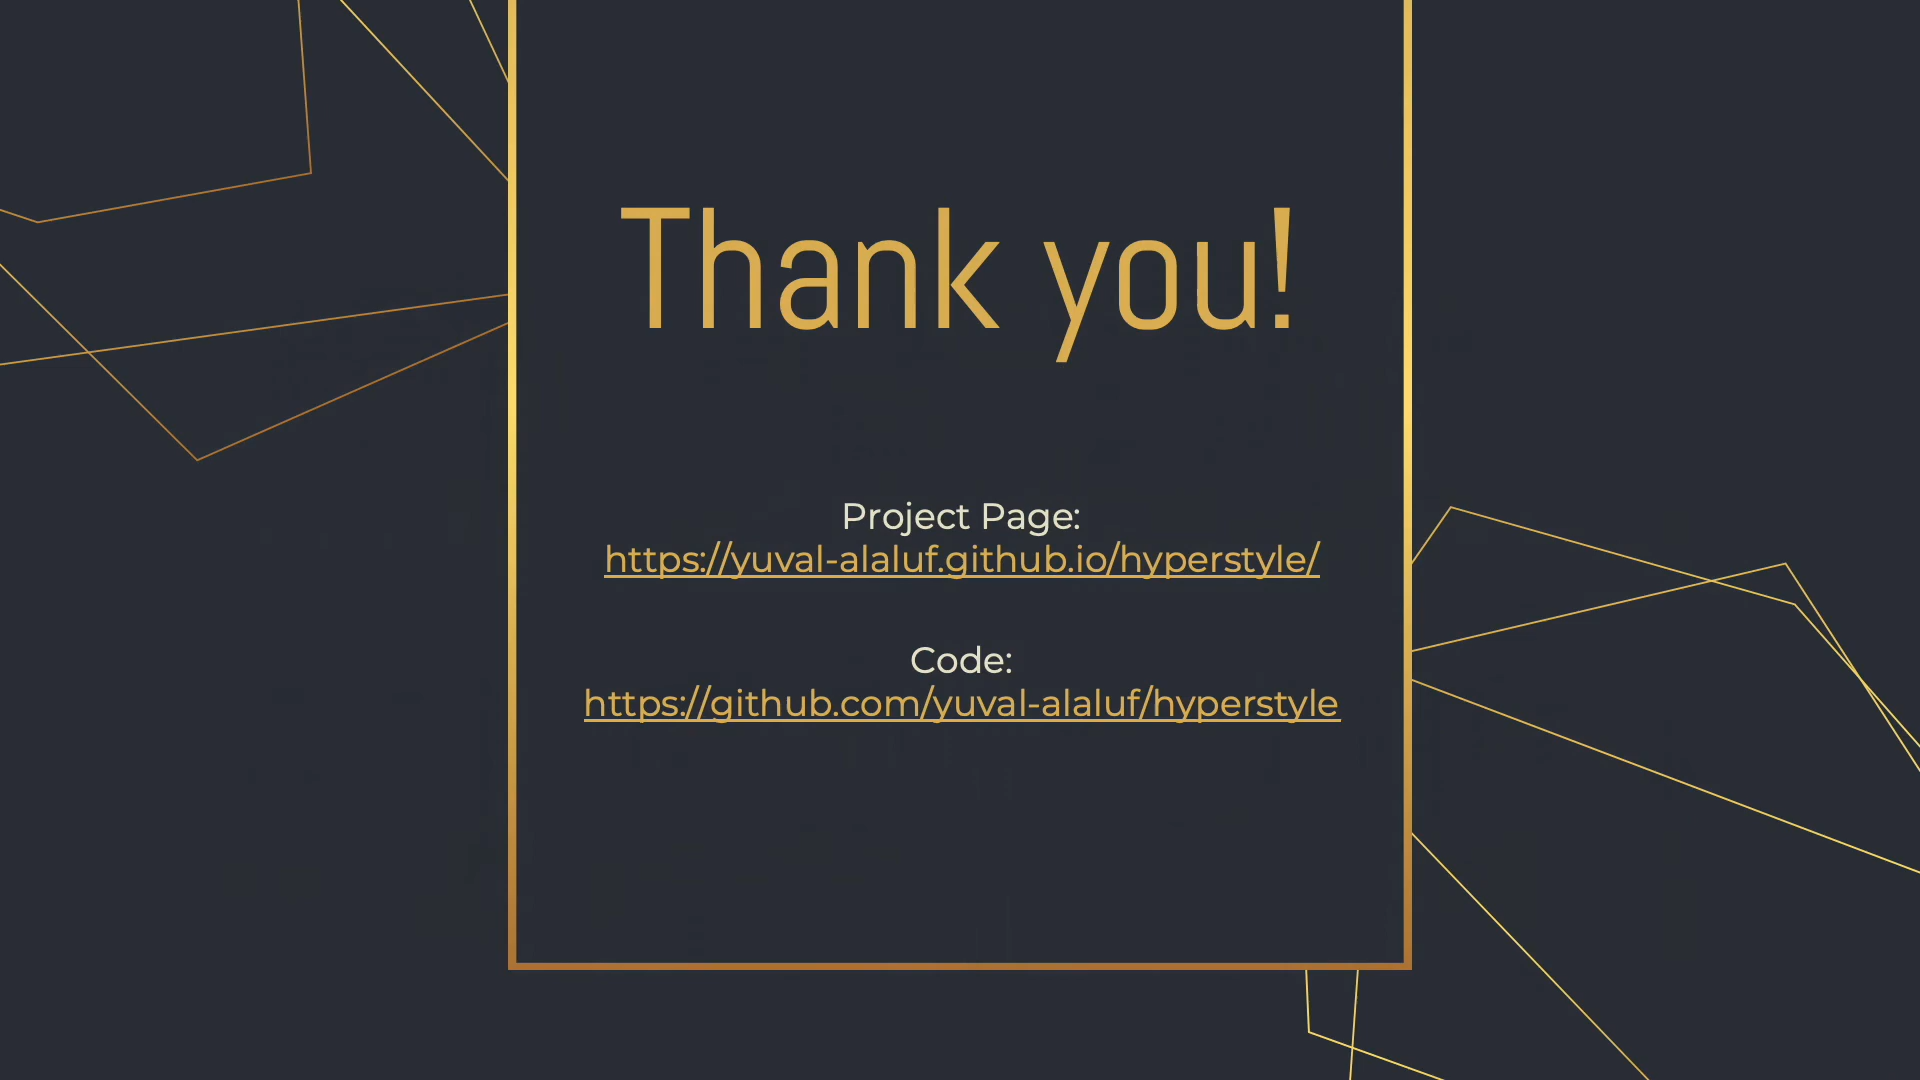 Thank you!
Project Page:
https://yuval-alaluf.github.io/hyperstyle/
Code:
https://github.com/yuval-alaluf/hyperstyle